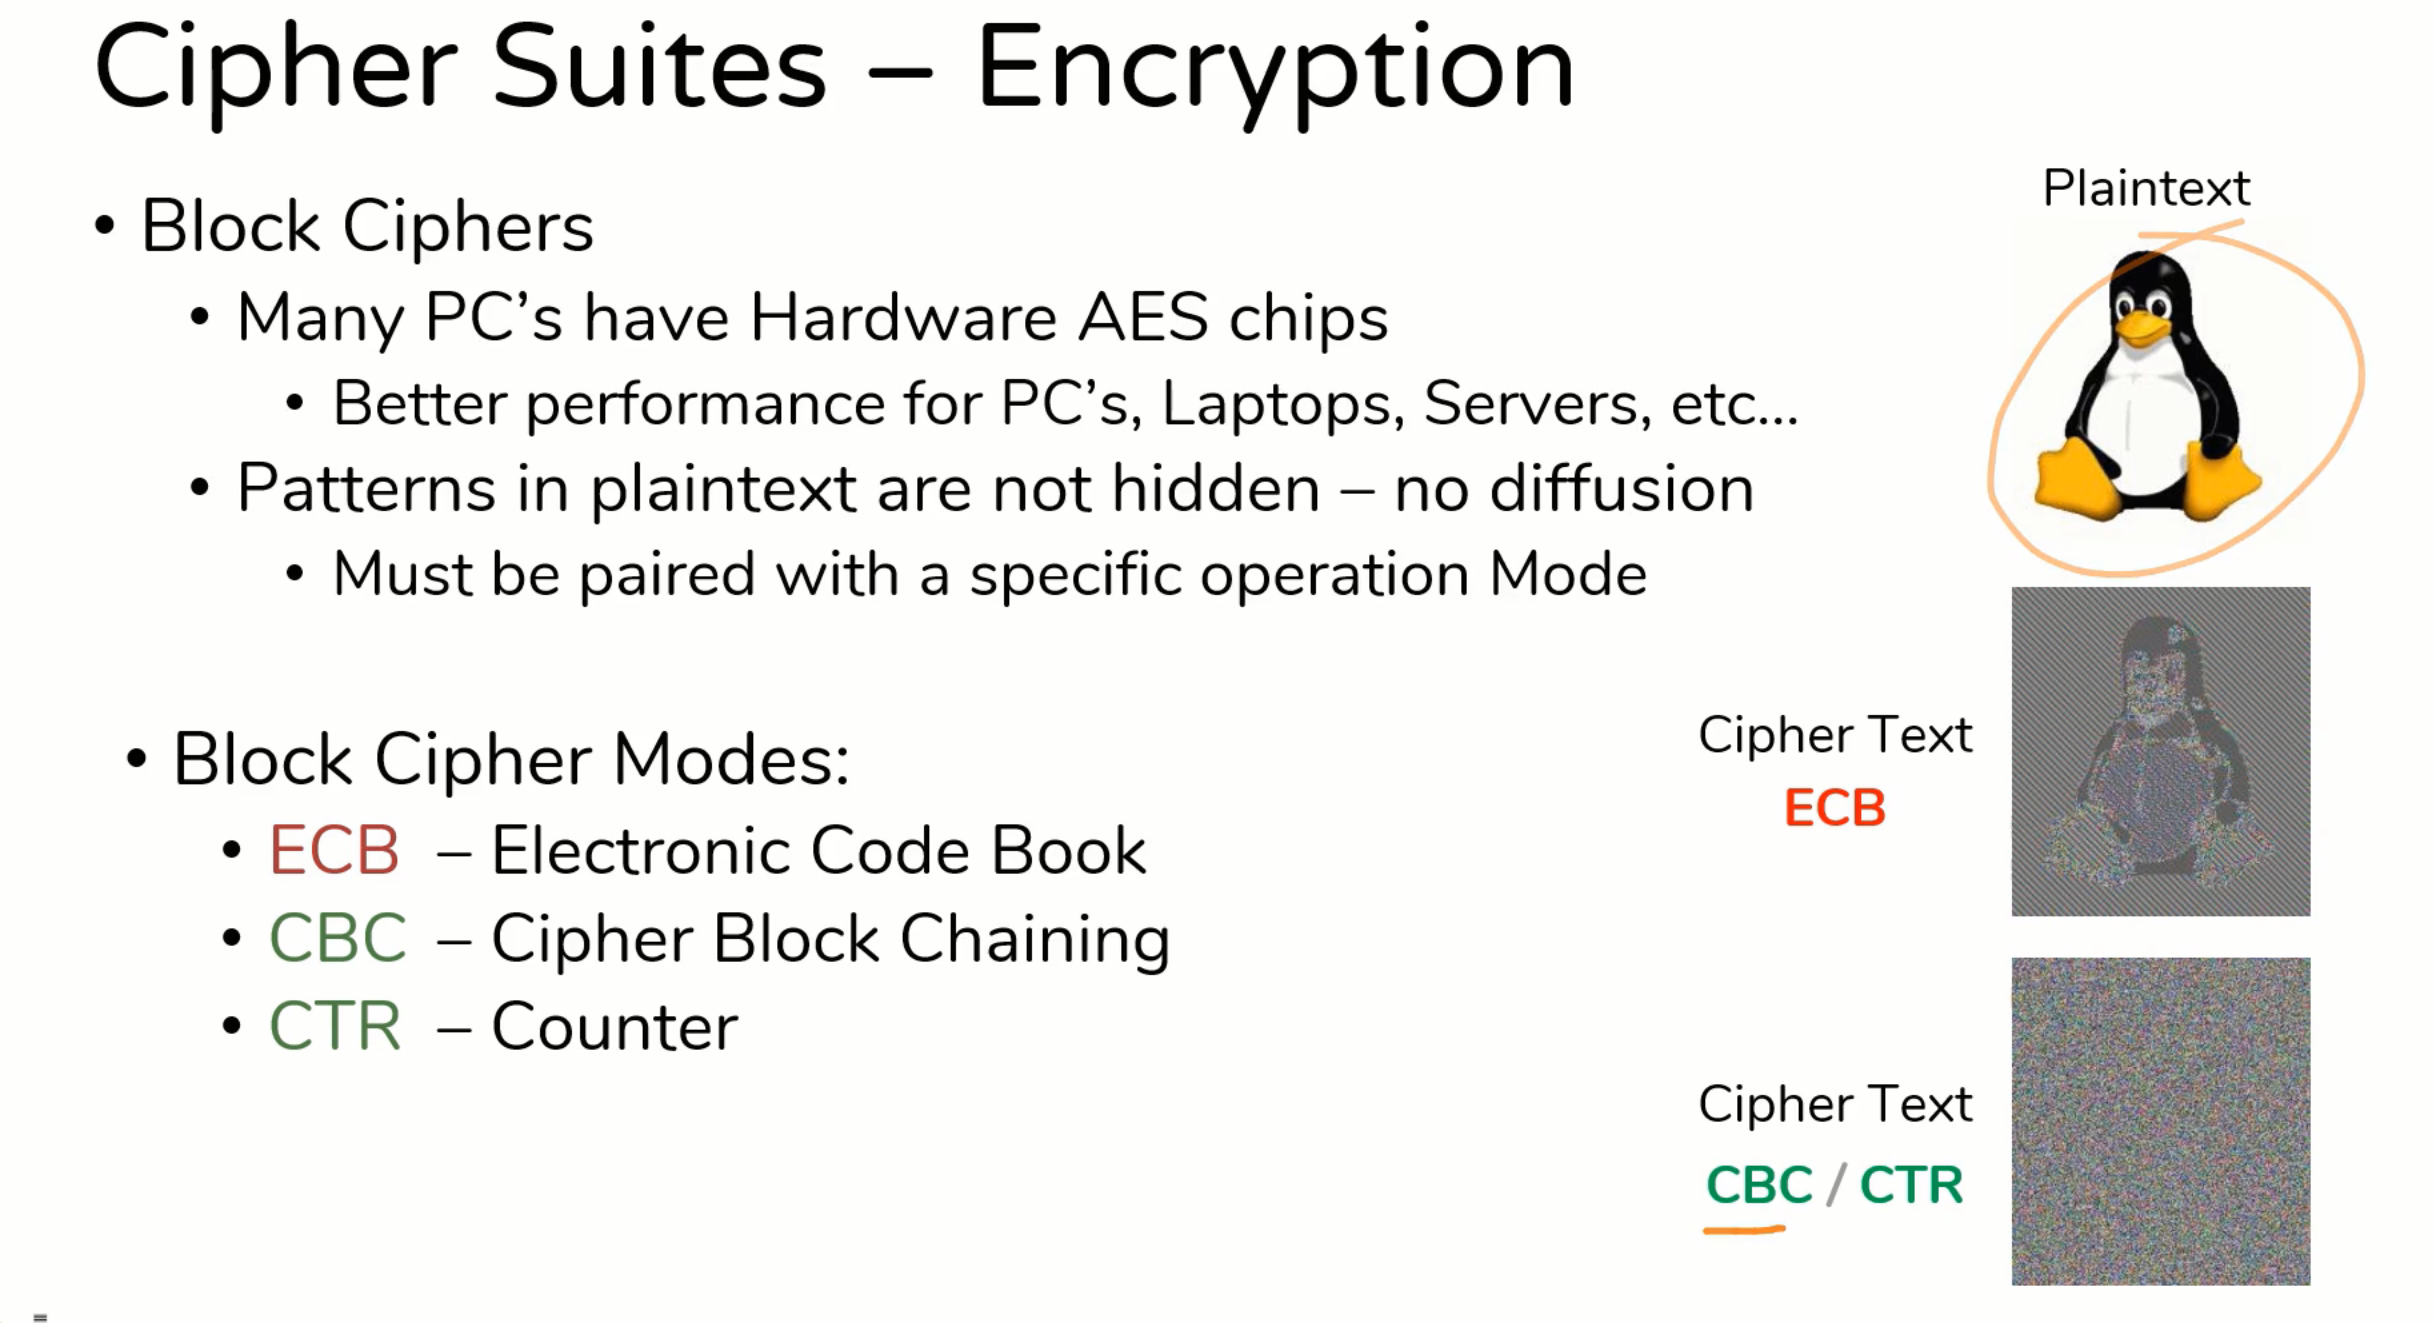 Cipher Suites – Encryption
• Block Ciphers
• Many PC’s have Hardware AES chips
• Better performance for PC’s, Laptops, Servers, etc…
• Patterns in plaintext are not hidden – no diffusion
• Must be paired with a specific operation Mode
• Block Cipher Modes:
• ECB – Electronic Code Book
• CBC – Cipher Block Chaining
• CTR – Counter
Plaintext
Cipher Text
ECB
Cipher Text
CBC / CTR